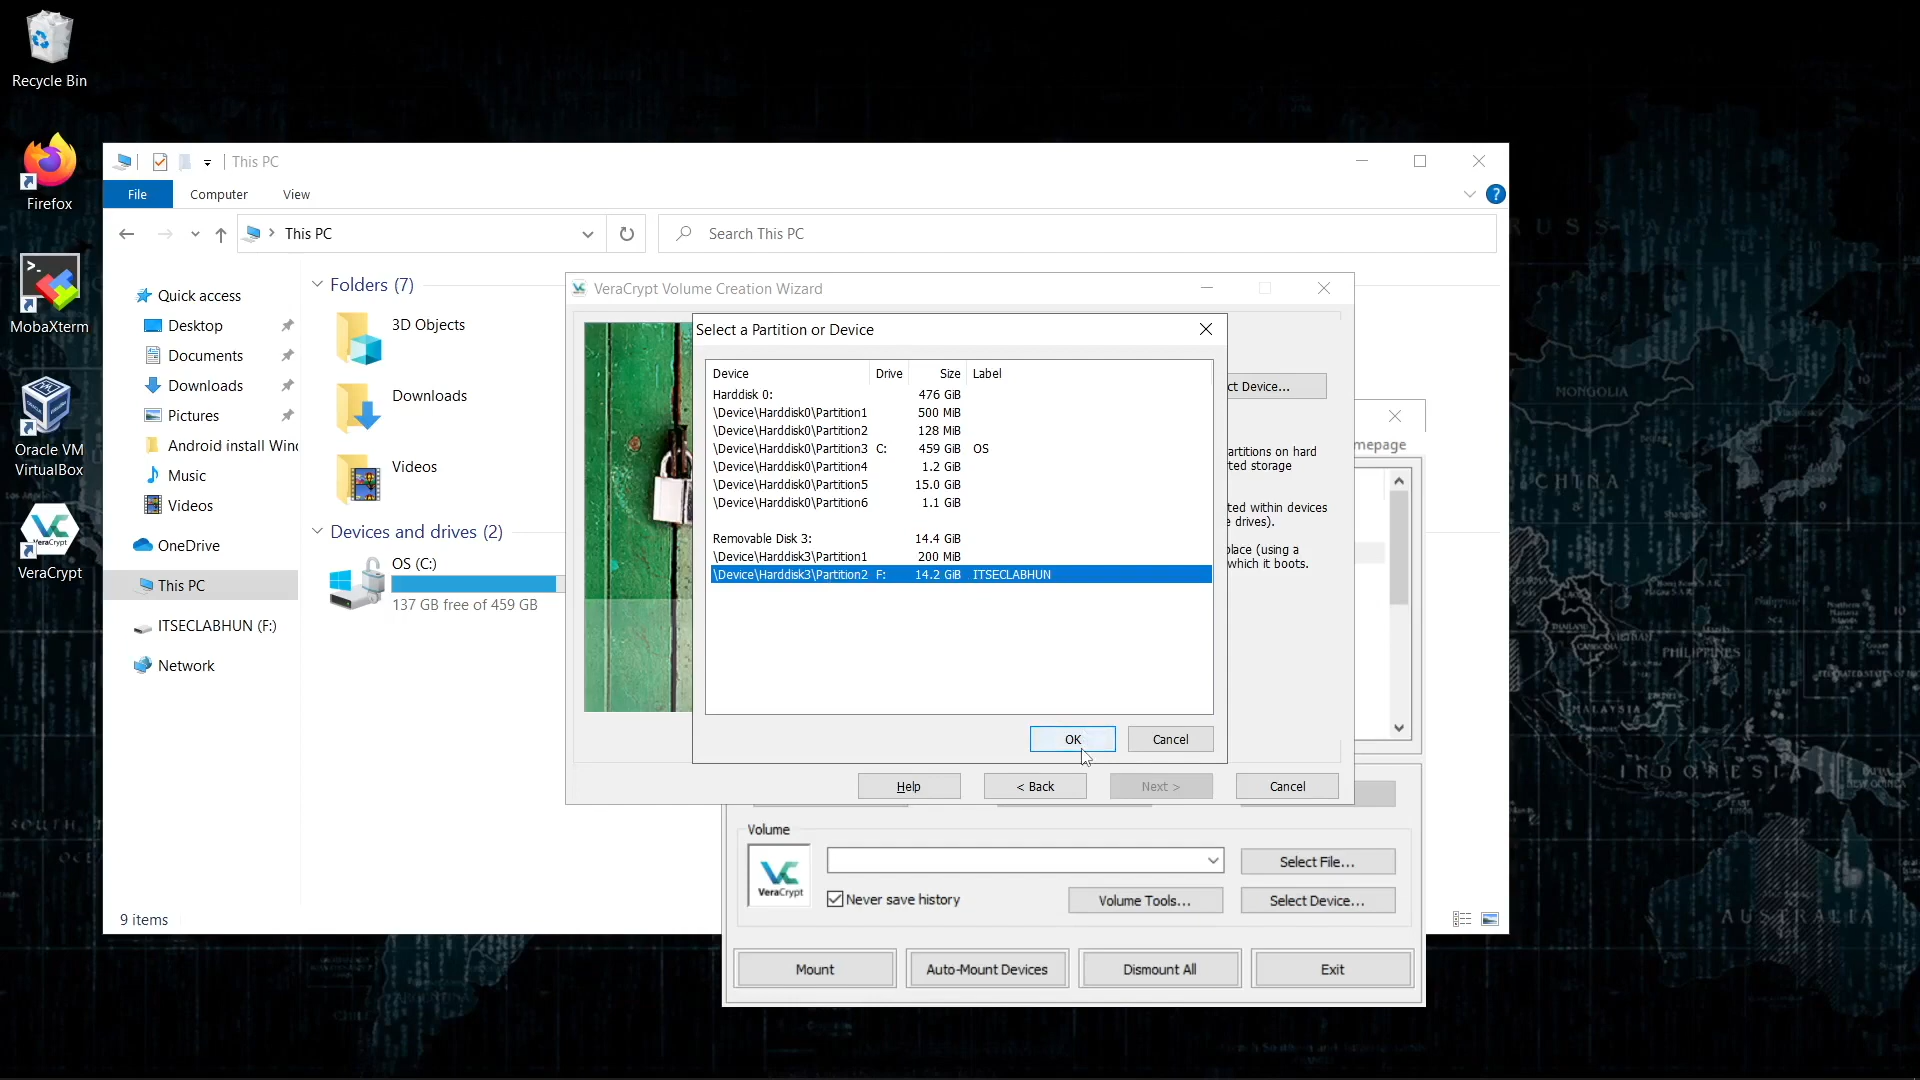 Recycle Bin
Firefox
MobaXterm
Oracle VM
VirtualBox
VeraCrypt
VeraCrypt
This PC
File
Computer
View
?
This PC
Search This PC
Quick access
Desktop
Documents
Downloads
Pictures
Android install Wind
Music
Videos
OneDrive
This PC
ITSECLABHUN (F:)
Network
Folders (7)
3D Objects
Downloads
Videos
Devices and drives (2)
OS (C:)
137 GB free of 459 GB
9 items
VeraCrypt Volume Creation Wizard
Select a Partition or Device
Device Drive Size Label
Harddisk 0: 476 GiB
\Device\Harddisk0\Partition1 500 MiB
\Device\Harddisk0\Partition2 128 MiB
\Device\Harddisk0\Partition3 C: 459 GiB OS
\Device\Harddisk0\Partition4 1.2 GiB
\Device\Harddisk0\Partition5 15.0 GiB
\Device\Harddisk0\Partition6 1.1 GiB
Removable Disk 3: 14.4 GiB
\Device\Harddisk3\Partition1 200 MiB
\Device\Harddisk3\Partition2 F: 14.2 GiB ITSECLABHUN
OK
Cancel
ct Device...
artitions on hard
ted storage
ted within devices
e drives).
place (using a
which it boots.
Help
< Back
Next >
Cancel
mepage
Volume
VeraCrypt
Never save history
Select File...
Volume Tools...
Select Device...
Mount
Auto-Mount Devices
Dismount All
Exit
RUSSIA
MONGOLIA
CHINA
THAILAND
PHILIPPINES
MALAYSIA
INDONESIA
AUSTRALIA
SOUTH